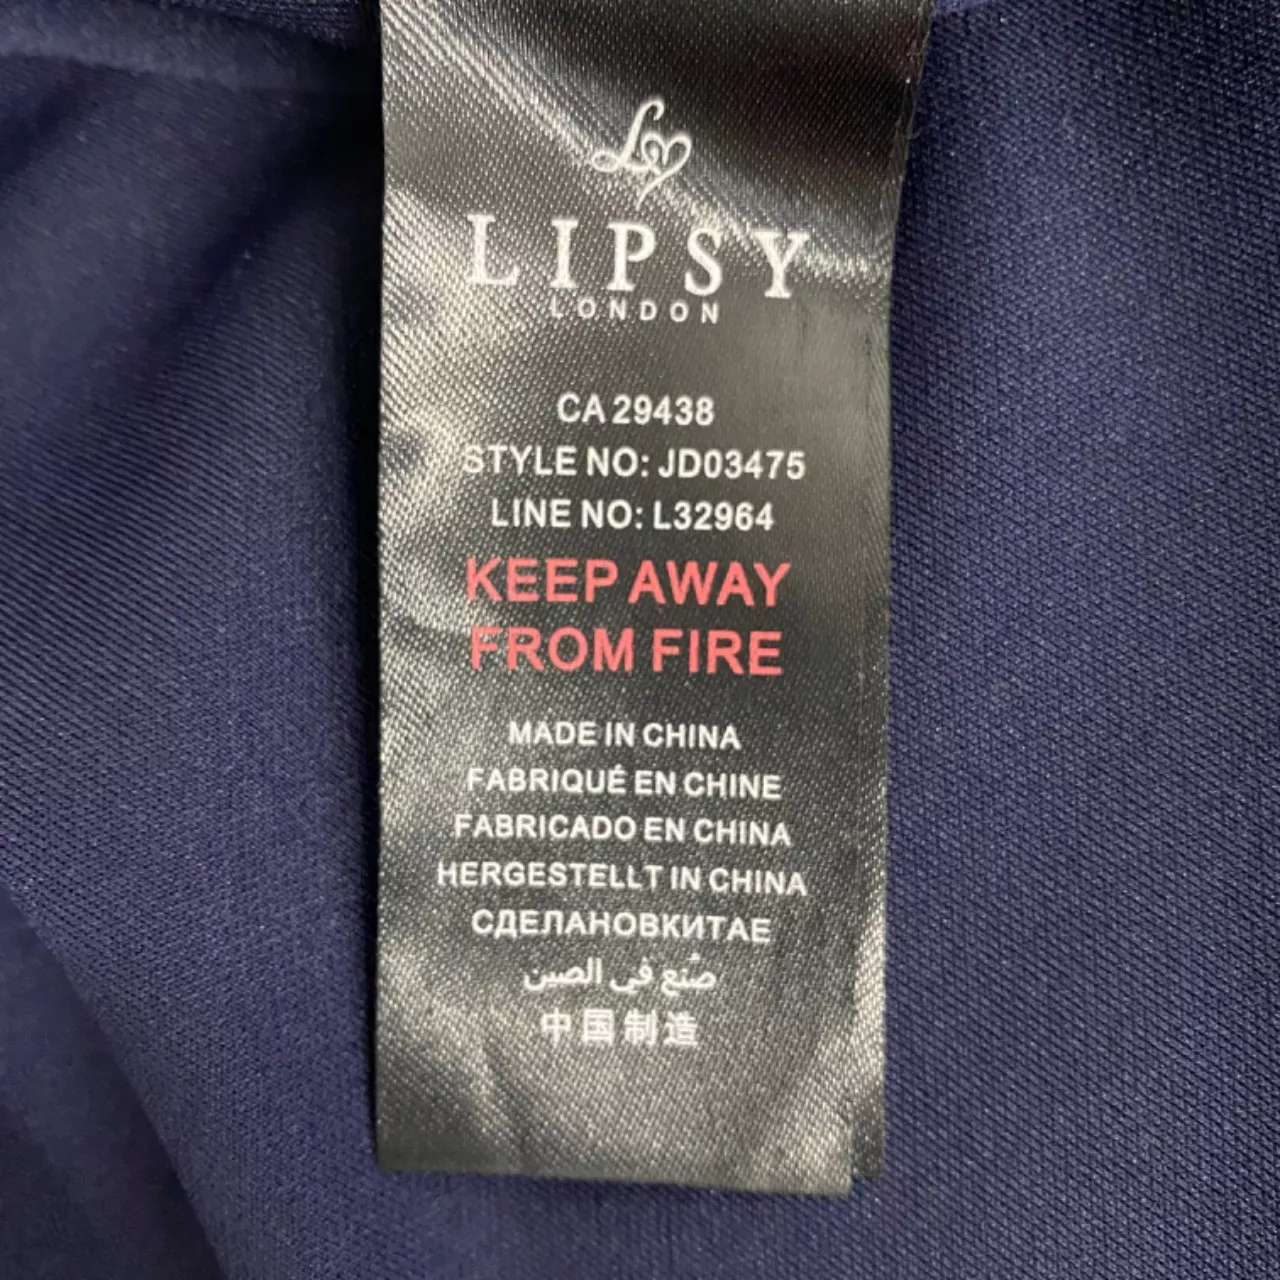 LIPSY
LONDON
CA 29438
STYLE NO: JD03475
LINE NO: L32964
KEEP AWAY
FROM FIRE
MADE IN CHINA
FABRIQUÉ EN CHINE
FABRICADO EN CHINA
HERGESTELLT IN CHINA
СДЕЛАНОВКИТАЕ
صُنع في الصين
中国制造